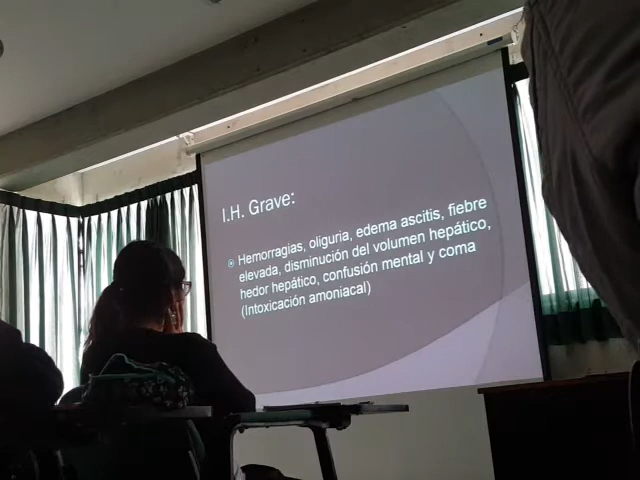 I.H. Grave:
Hemorragias, oliguria, edema ascitis, fiebre
elevada, disminución del volumen hepático,
hedor hepático, confusión mental y coma
(Intoxicación amoniacal)